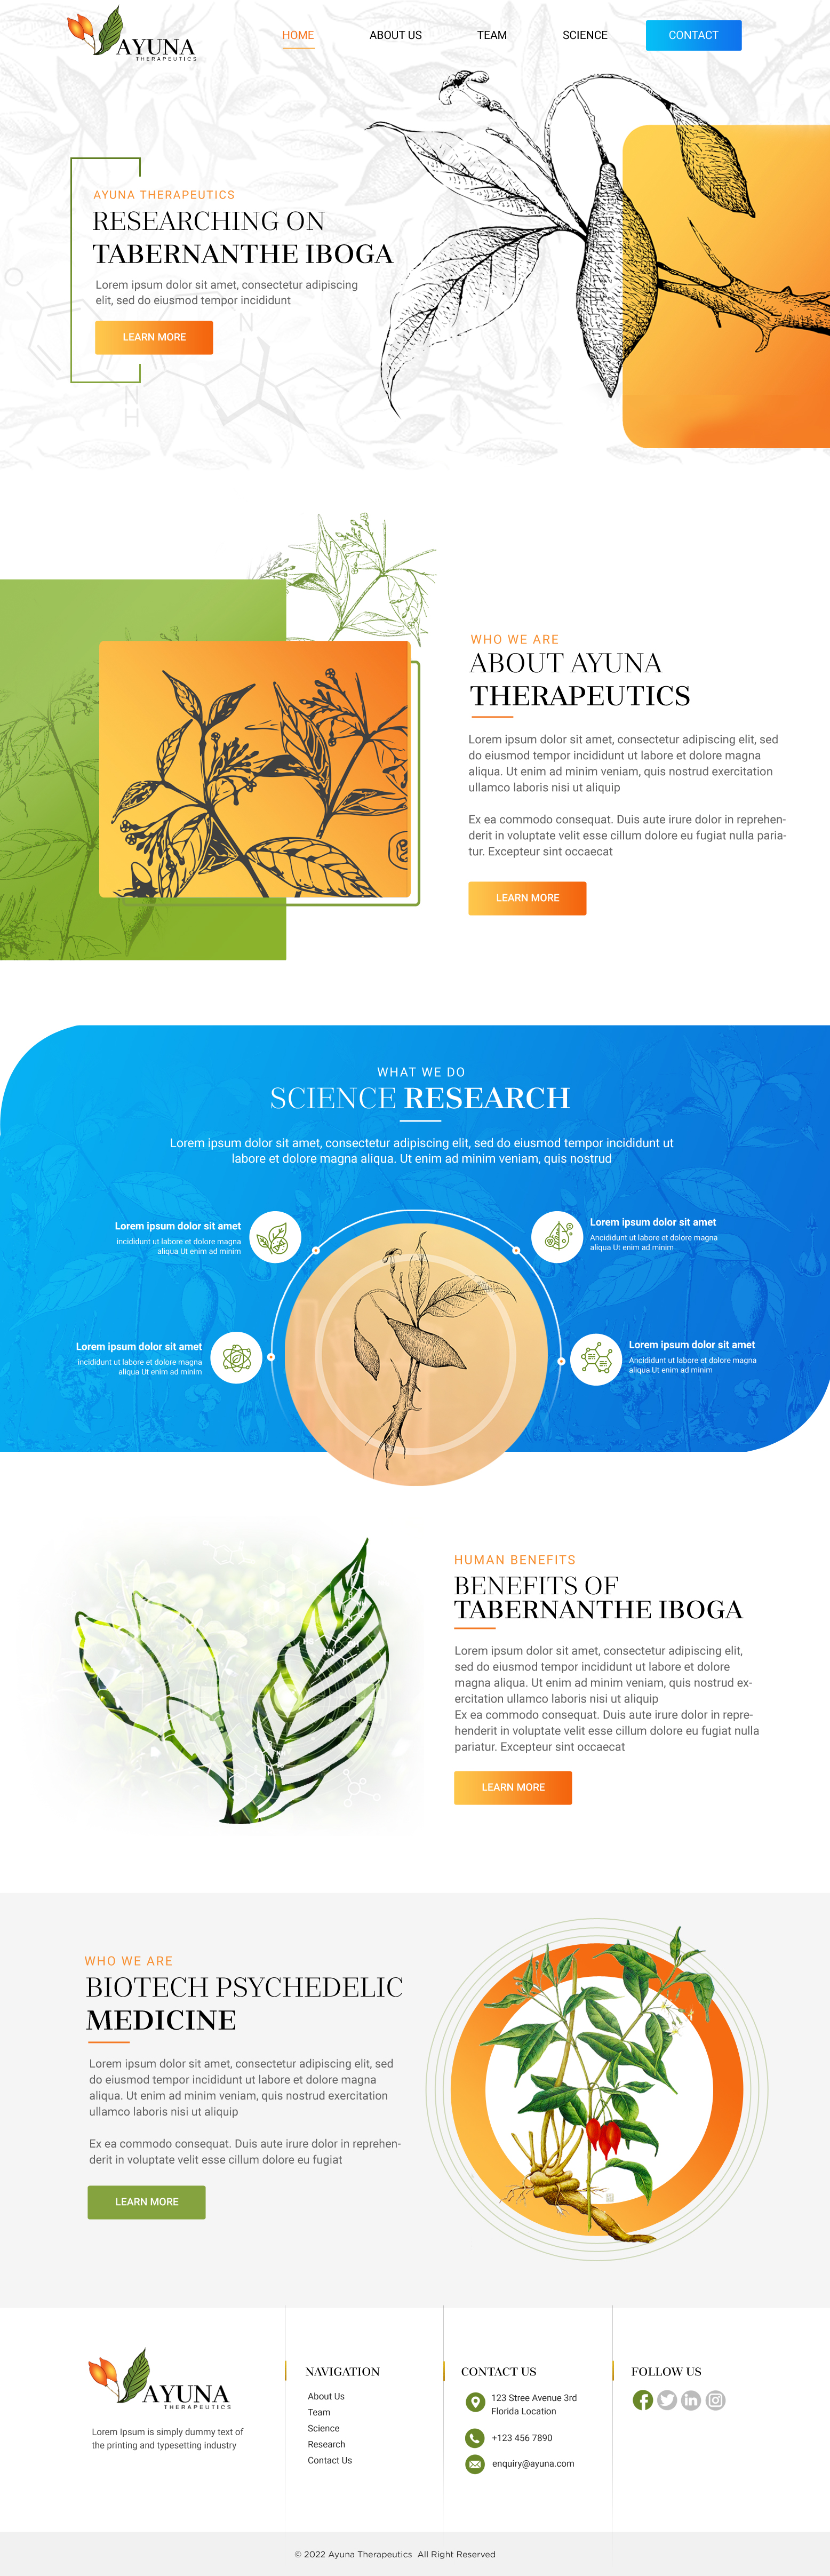 AYUNA
THERAPEUTICS
HOME
ABOUT US
TEAM
SCIENCE
CONTACT
AYUNA THERAPEUTICS
RESEARCHING ON
TABERNANTHE IBOGA
Lorem ipsum dolor sit amet, consectetur adipiscing
elit, sed do eiusmod tempor incididunt
LEARN MORE
N
N
H
WHO WE ARE
ABOUT AYUNA
THERAPEUTICS
Lorem ipsum dolor sit amet, consectetur adipiscing elit, sed
do eiusmod tempor incididunt ut labore et dolore magna
aliqua. Ut enim ad minim veniam, quis nostrud exercitation
ullamco laboris nisi ut aliquip
Ex ea commodo consequat. Duis aute irure dolor in reprehen-
derit in voluptate velit esse cillum dolore eu fugiat nulla paria-
tur. Excepteur sint occaecat
LEARN MORE
WHAT WE DO
SCIENCE RESEARCH
Lorem ipsum dolor sit amet, consectetur adipiscing elit, sed do eiusmod tempor incididunt ut
labore et dolore magna aliqua. Ut enim ad minim veniam, quis nostrud
Lorem ipsum dolor sit amet
incididunt ut labore et dolore magna
aliqua Ut enim ad minim
Lorem ipsum dolor sit amet
Ancididunt ut labore et dolore magna
aliqua Ut enim ad minim
Lorem ipsum dolor sit amet
incididunt ut labore et dolore magna
aliqua Ut enim ad minim
Lorem ipsum dolor sit amet
Ancididunt ut labore et dolore magna
aliqua Ut enim ad minim
HUMAN BENEFITS
BENEFITS OF
TABERNANTHE IBOGA
Lorem ipsum dolor sit amet, consectetur adipiscing elit,
sed do eiusmod tempor incididunt ut labore et dolore
magna aliqua. Ut enim ad minim veniam, quis nostrud ex-
ercitation ullamco laboris nisi ut aliquip
Ex ea commodo consequat. Duis aute irure dolor in repre-
henderit in voluptate velit esse cillum dolore eu fugiat nulla
pariatur. Excepteur sint occaecat
LEARN MORE
WHO WE ARE
BIOTECH PSYCHEDELIC
MEDICINE
Lorem ipsum dolor sit amet, consectetur adipiscing elit, sed
do eiusmod tempor incididunt ut labore et dolore magna
aliqua. Ut enim ad minim veniam, quis nostrud exercitation
ullamco laboris nisi ut aliquip
Ex ea commodo consequat. Duis aute irure dolor in reprehen-
derit in voluptate velit esse cillum dolore eu fugiat
LEARN MORE
AYUNA
THERAPEUTICS
Lorem Ipsum is simply dummy text of
the printing and typesetting industry
NAVIGATION
About Us
Team
Science
Research
Contact Us
CONTACT US
123 Stree Avenue 3rd
Florida Location
+123 456 7890
enquiry@ayuna.com
FOLLOW US
© 2022 Ayuna Therapeutics All Right Reserved